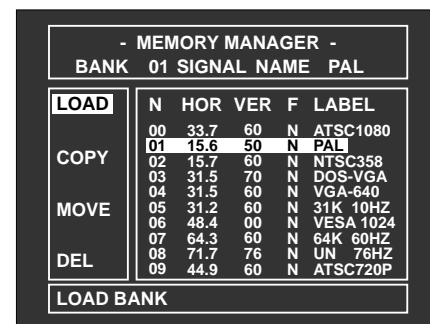 - MEMORY MANAGER -
BANK 01 SIGNAL NAME PAL
LOAD
COPY
MOVE
DEL
N HOR VER F LABEL
00 33.7 60 N ATSC1080
01 15.6 50 N PAL
02 15.7 60 N NTSC358
03 31.5 70 N DOS-VGA
04 31.5 60 N VGA-640
05 31.2 60 N 31K 10HZ
06 48.4 00 N VESA 1024
07 64.3 60 N 64K 60HZ
08 71.7 76 N UN 76HZ
09 44.9 60 N ATSC720P
LOAD BANK